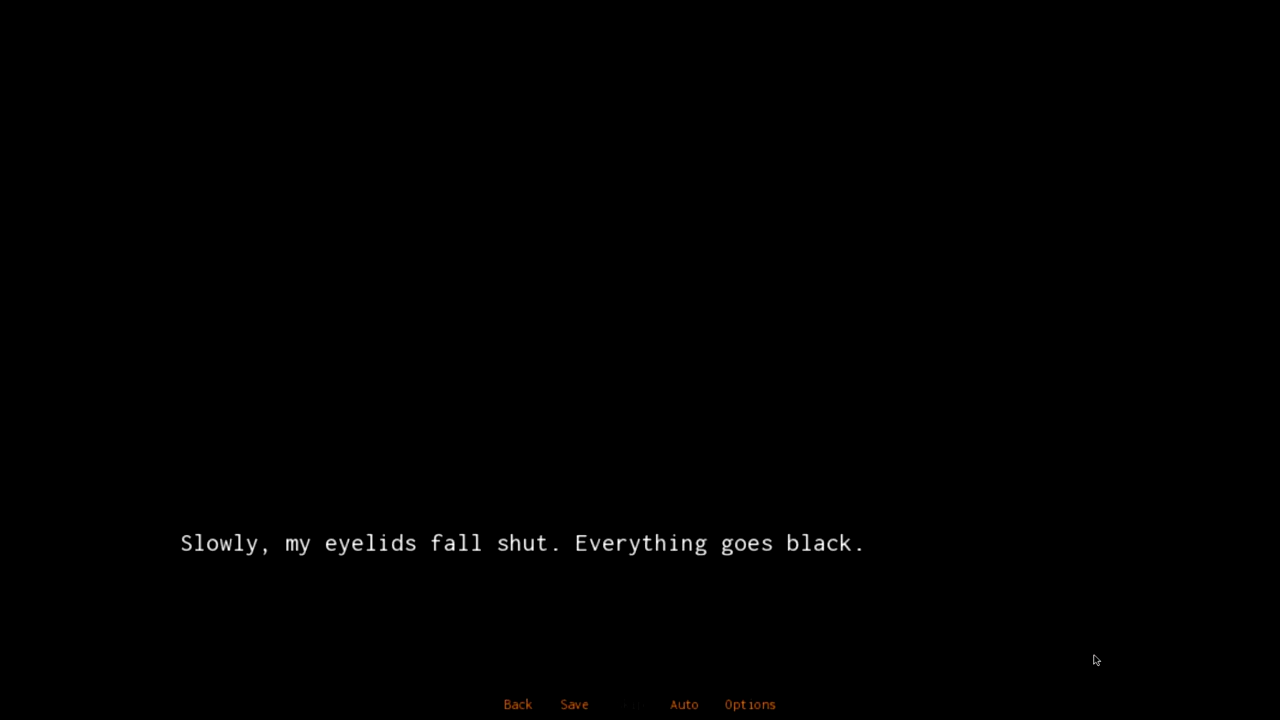 Slowly, my eyelids fall shut. Everything goes black.
Back Save Auto Options